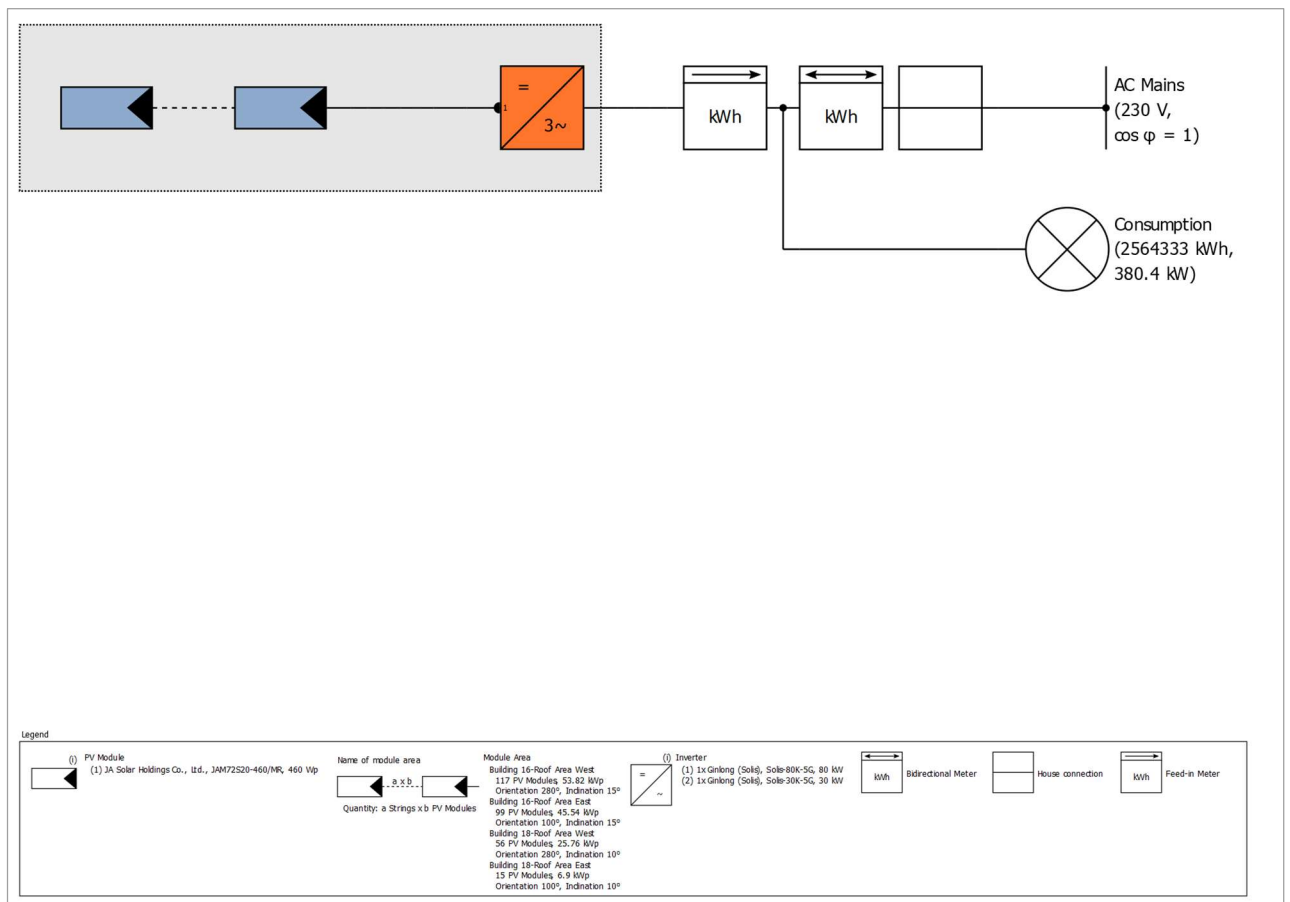 =
1
3~
kWh
kWh
AC Mains
(230 V,
cos φ = 1)
Consumption
(2564333 kWh,
380.4 kW)
Legend
(i) PV Module
(1) JA Solar Holdings Co., Ltd., JAM72S20-460/MR, 460 Wp
Name of module area
a x b
Quantity: a Strings x b PV Modules
Module Area
Building 16-Roof Area West
117 PV Modules, 53.82 kWp
Orientation 280°, Inclination 15°
Building 16-Roof Area East
99 PV Modules, 45.54 kWp
Orientation 100°, Inclination 15°
Building 18-Roof Area West
56 PV Modules, 25.76 kWp
Orientation 280°, Inclination 10°
Building 18-Roof Area East
15 PV Modules, 6.9 kWp
Orientation 100°, Inclination 10°
(i) Inverter
=
~
(1) 1x Ginlong (Solis), Solis-80K-5G, 80 kW
(2) 1x Ginlong (Solis), Solis-30K-5G, 30 kW
kWh
Bidirectional Meter
House connection
kWh
Feed-in Meter